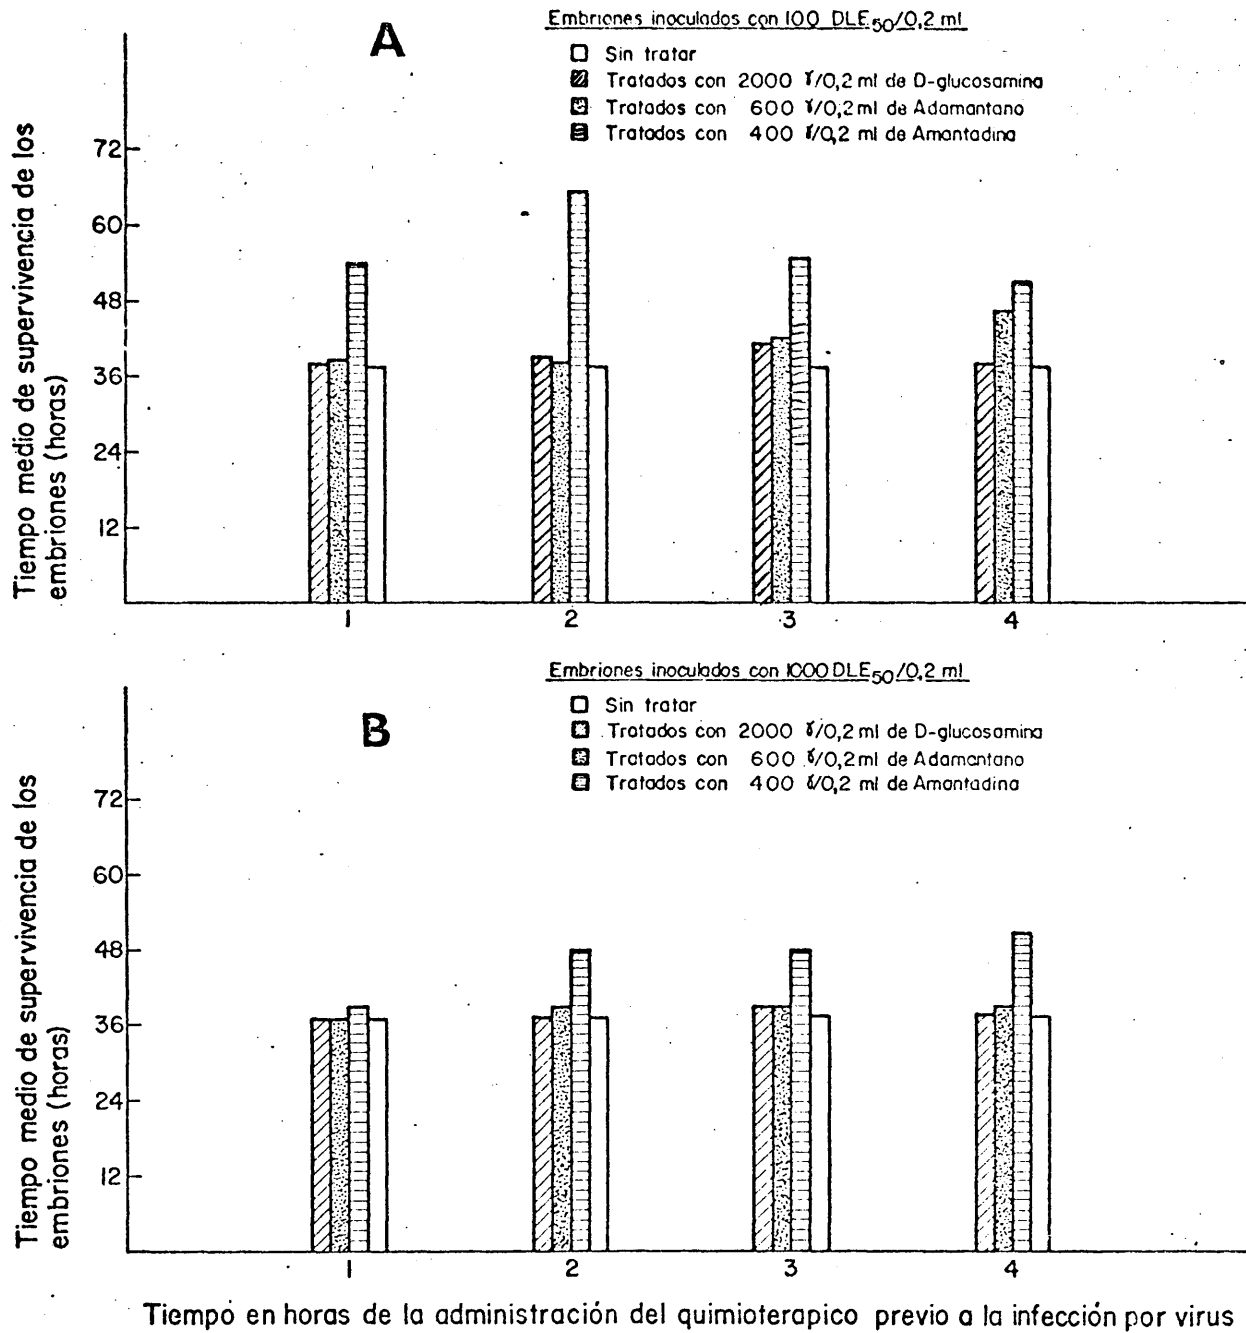 A
Embriones inoculados con 100 DLE50/0,2 ml
Sin tratar
Tratados con 2000 γ/0,2 ml de D-glucosamina
Tratados con 600 γ/0,2 ml de Adamantano
Tratados con 400 γ/0,2 ml de Amantadina
Tiempo medio de supervivencia de los
embriones (horas)
72
60
48
36
24
12
1 2 3 4
B
Embriones inoculados con 1000 DLE50/0,2 ml
Sin tratar
Tratados con 2000 γ/0,2 ml de D-glucosamina
Tratados con 600 γ/0,2 ml de Adamantano
Tratados con 400 γ/0,2 ml de Amantadina
Tiempo medio de supervivencia de los
embriones (horas)
72
60
48
36
24
12
1 2 3 4
Tiempo en horas de la administración del quimioterapico previo a la infección por virus